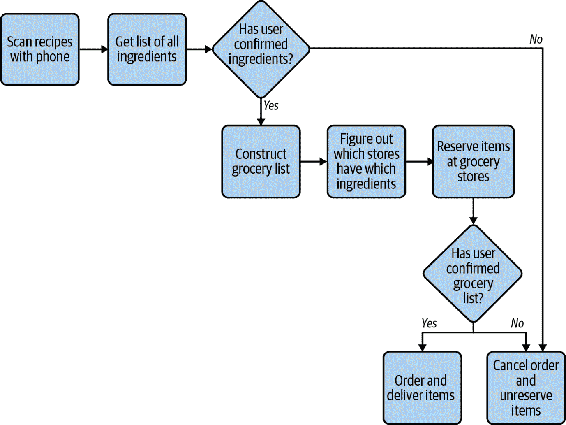 Scan recipes
with phone
Get list of all
ingredients
Has user
confirmed
ingredients?
No
Yes
Construct
grocery list
Figure out
which stores
have which
ingredients
Reserve items
at grocery
stores
Has user
confirmed
grocery
list?
Yes
No
Order and
deliver items
Cancel order
and
unreserve
items